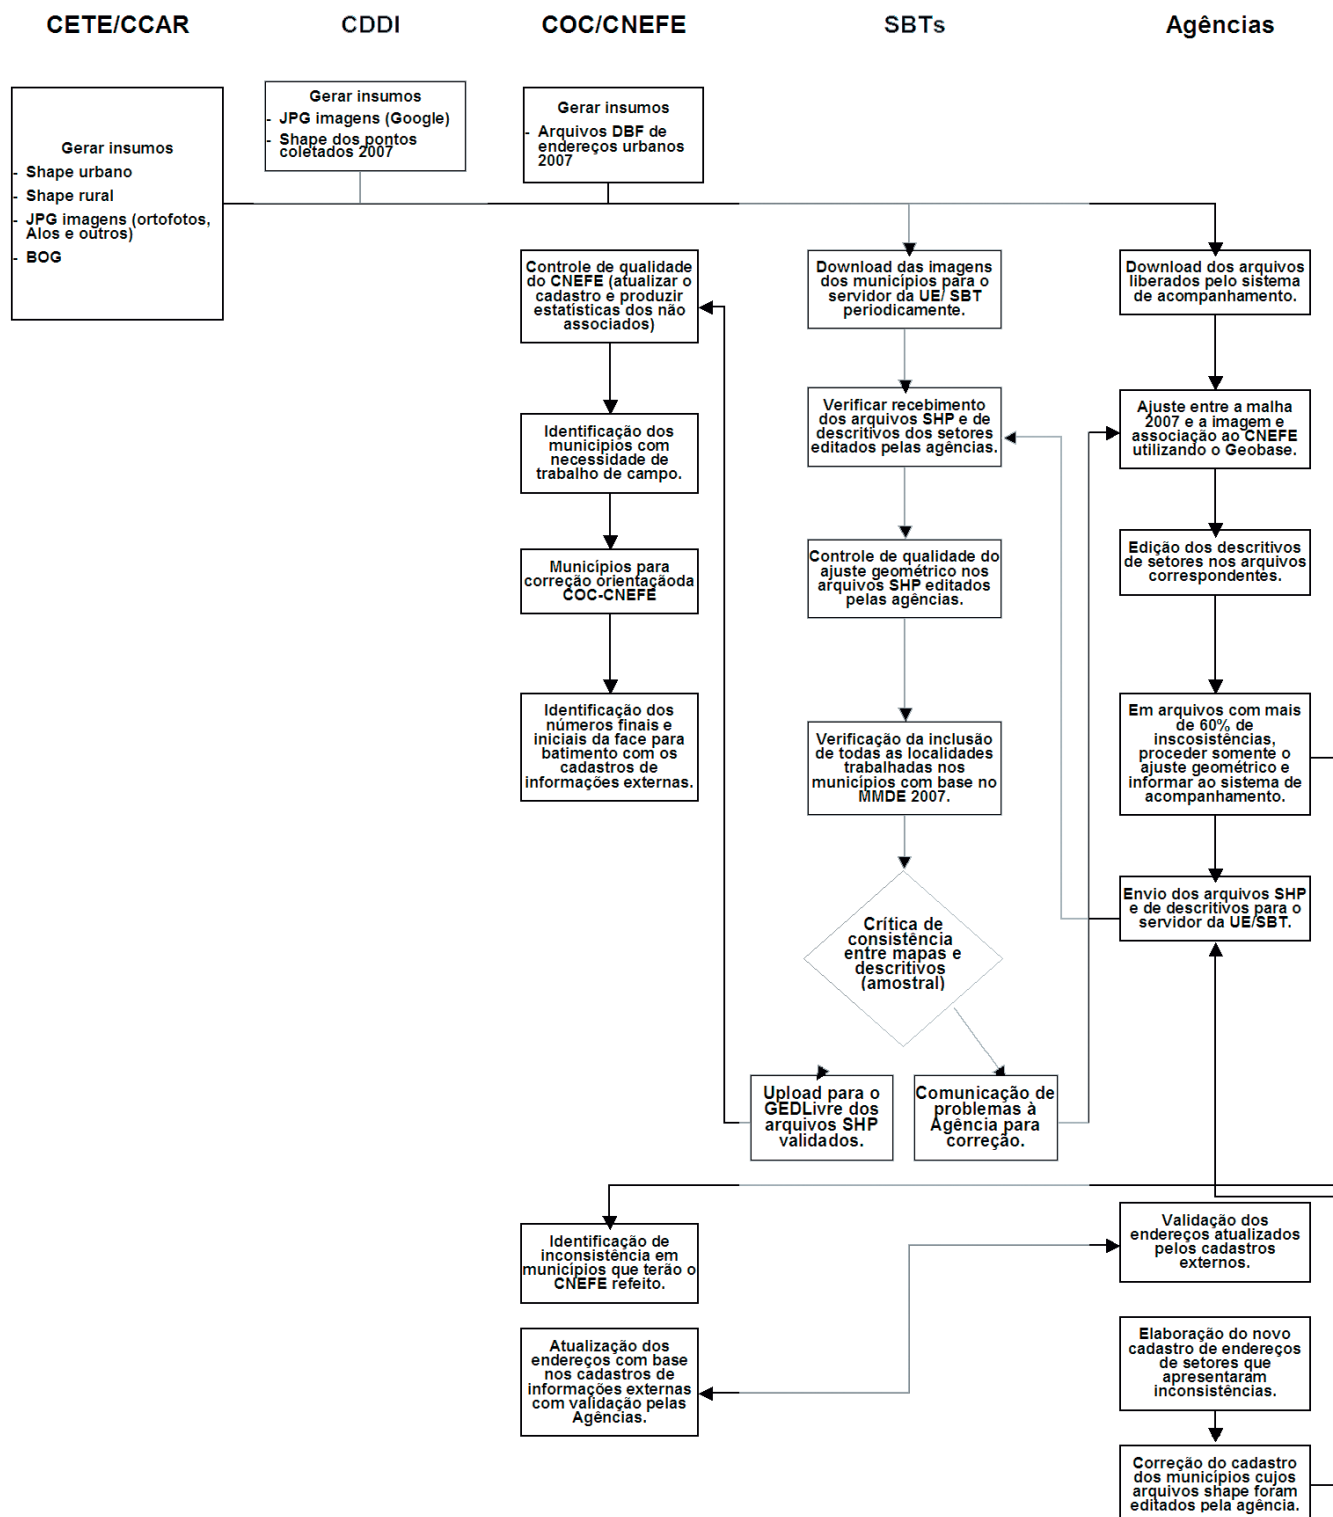 CETE/CCAR
CDDI
COC/CNEFE
SBTs
Agências
Gerar insumos
- Shape urbano
- Shape rural
- JPG imagens (ortofotos,
Alos e outros)
- BOG
Gerar insumos
- JPG imagens (Google)
- Shape dos pontos
coletados 2007
Gerar insumos
- Arquivos DBF de
endereços urbanos
2007
Controle de qualidade
do CNEFE (atualizar o
cadastro e produzir
estatísticas dos não
associados)
Identificação dos
municípios com
necessidade de
trabalho de campo.
Municípios para
correção orientaçãoda
COC-CNEFE
Identificação dos
números finais e
iniciais da face para
batimento com os
cadastros de
informações externas.
Download das imagens
dos municípios para o
servidor da UE/ SBT
periodicamente.
Verificar recebimento
dos arquivos SHP e de
descritivos dos setores
editados pelas agências.
Controle de qualidade do
ajuste geométrico nos
arquivos SHP editados
pelas agências.
Verificação da inclusão
de todas as localidades
trabalhadas nos
municípios com base no
MMDE 2007.
Crítica de
consistência
entre mapas e
descritivos
(amostral)
Upload para o
GEDLivre dos
arquivos SHP
validados.
Comunicação de
problemas à
Agência para
correção.
Download dos arquivos
liberados pelo sistema
de acompanhamento.
Ajuste entre a malha
2007 e a imagem e
associação ao CNEFE
utilizando o Geobase.
Edição dos descritivos
de setores nos arquivos
correspondentes.
Em arquivos com mais
de 60% de
inscosistências,
proceder somente o
ajuste geométrico e
informar ao sistema de
acompanhamento.
Envio dos arquivos SHP
e de descritivos para o
servidor da UE/SBT.
Identificação de
inconsistência em
municípios que terão o
CNEFE refeito.
Atualização dos
endereços com base
nos cadastros de
informações externas
com validação pelas
Agências.
Validação dos
endereços atualizados
pelos cadastros
externos.
Elaboração do novo
cadastro de endereços
de setores que
apresentaram
inconsistências.
Correção do cadastro
dos municípios cujos
arquivos shape foram
editados pela agência.